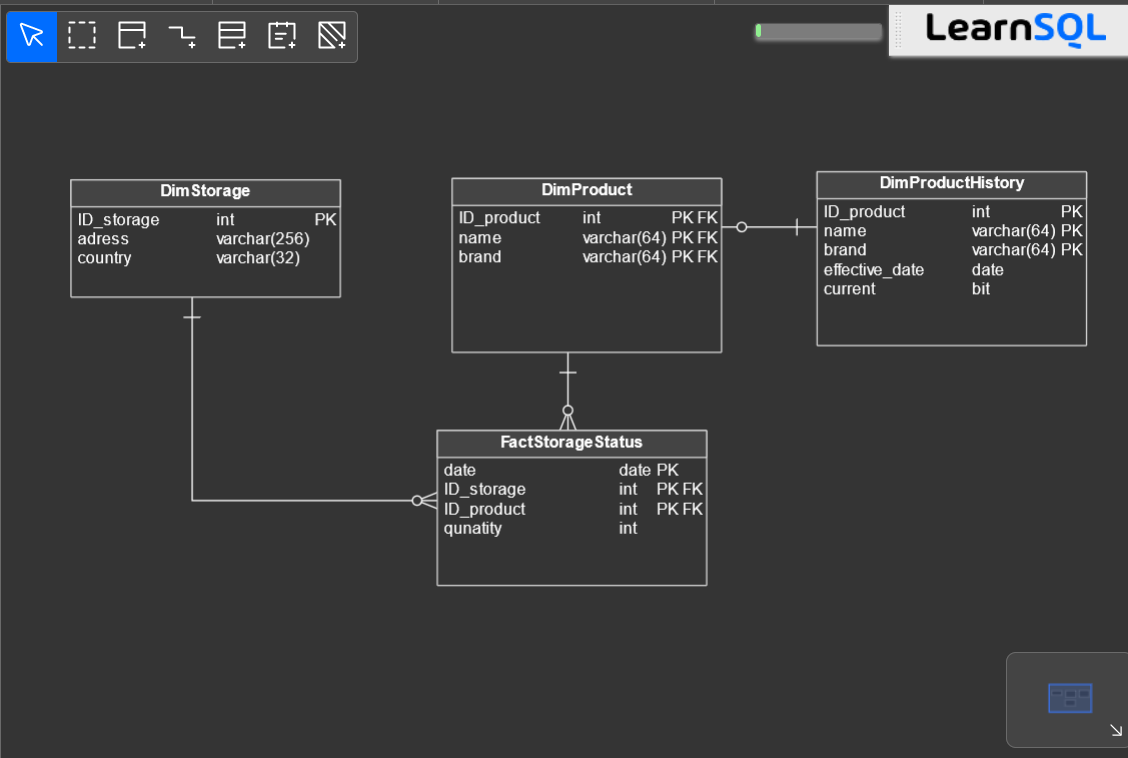 LearnSQL
DimStorage
ID_storage int PK
adress varchar(256)
country varchar(32)
DimProduct
ID_product int PK FK
name varchar(64) PK FK
brand varchar(64) PK FK
DimProductHistory
ID_product int PK
name varchar(64) PK
brand varchar(64) PK
effective_date date
current bit
FactStorageStatus
date date PK
ID_storage int PK FK
ID_product int PK FK
qunatity int